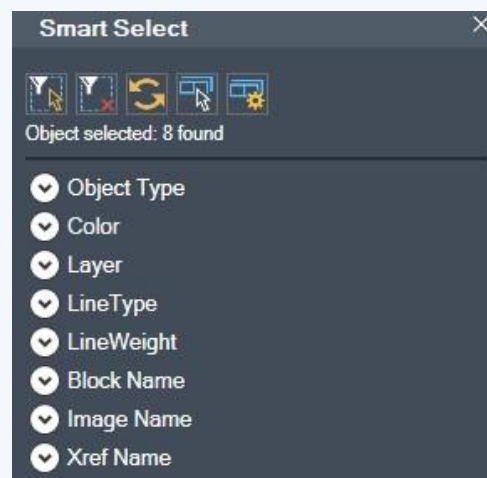 Smart Select
Object selected: 8 found
Object Type
Color
Layer
LineType
LineWeight
Block Name
Image Name
Xref Name